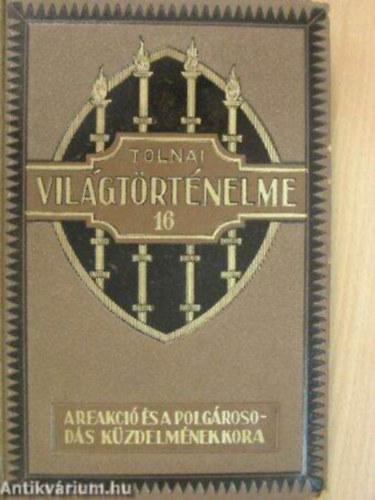 TOLNAI
VILÁGTÖRTÉNELME
16
A REAKCIÓ ÉS A POLGÁROSO-
DÁS KÜZDELMÉNEK KORA
Antikvárium.hu